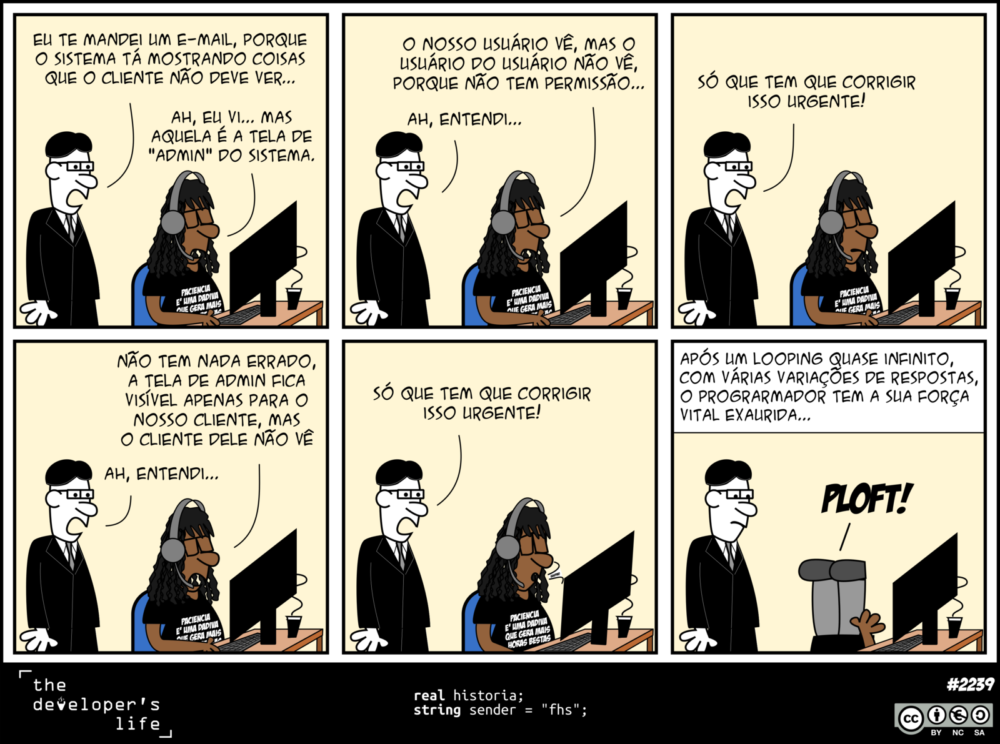 EU TE MANDEI UM E-MAIL, PORQUE
O SISTEMA TÁ MOSTRANDO COISAS
QUE O CLIENTE NÃO DEVE VER...
AH, EU VI... MAS
AQUELA É A TELA DE
"ADMIN" DO SISTEMA.
PACIENCIA
E' UMA DADIVA
QUE GERA MAIS
O NOSSO USUÁRIO VÊ, MAS O
USUÁRIO DO USUÁRIO NÃO VÊ,
PORQUE NÃO TEM PERMISSÃO...
AH, ENTENDI...
PACIENCIA
E' UMA DADIVA
QUE GERA MAIS
SÓ QUE TEM QUE CORRIGIR
ISSO URGENTE!
PACIENCIA
E' UMA DADIVA
QUE GERA MAIS
NÃO TEM NADA ERRADO,
A TELA DE ADMIN FICA
VISÍVEL APENAS PARA O
NOSSO CLIENTE, MAS
O CLIENTE DELE NÃO VÊ
AH, ENTENDI...
PACIENCIA
E' UMA DADIVA
QUE GERA MAIS
SÓ QUE TEM QUE CORRIGIR
ISSO URGENTE!
PACIENCIA
E' UMA DADIVA
QUE GERA MAIS
HORAS BESTAS
APÓS UM LOOPING QUASE INFINITO,
COM VÁRIAS VARIAÇÕES DE RESPOSTAS,
O PROGRARMADOR TEM A SUA FORÇA
VITAL EXAURIDA...
PLOFT!
the
developer's
life
real historia;
string sender = "fhs";
#2239
cc
BY NC SA